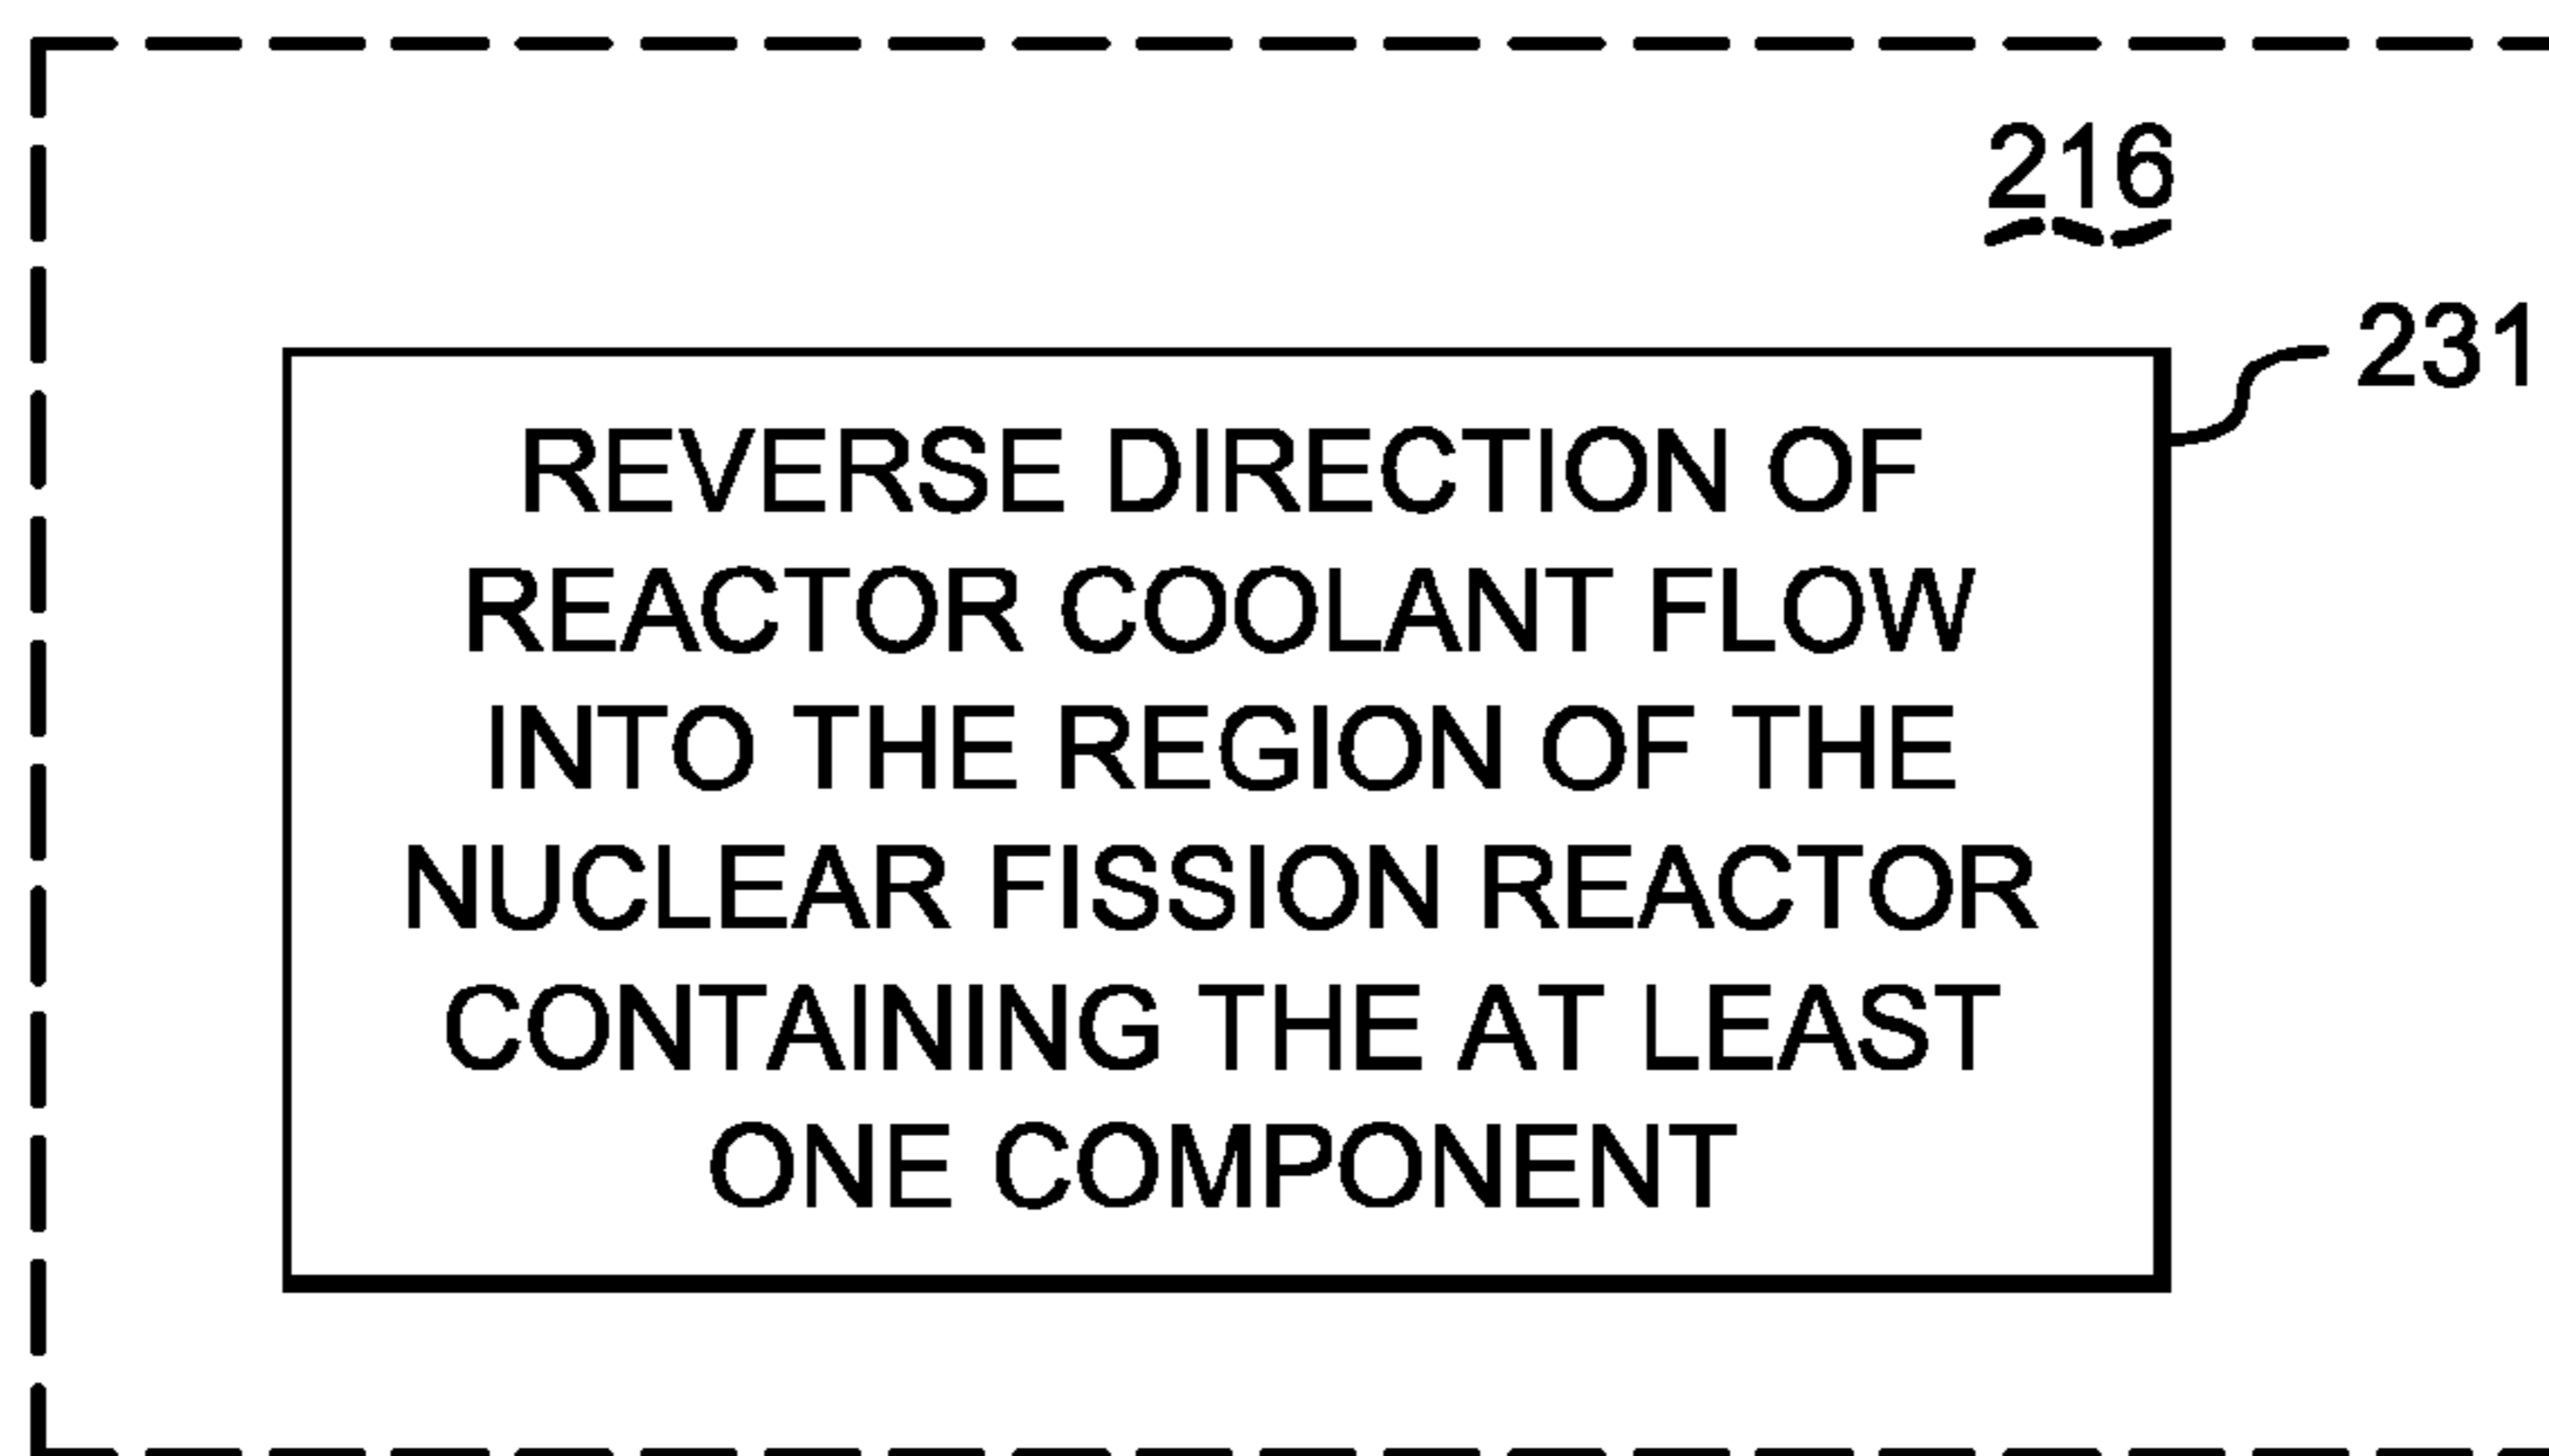 216
231
REVERSE DIRECTION OF
REACTOR COOLANT FLOW
INTO THE REGION OF THE
NUCLEAR FISSION REACTOR
CONTAINING THE AT LEAST
ONE COMPONENT